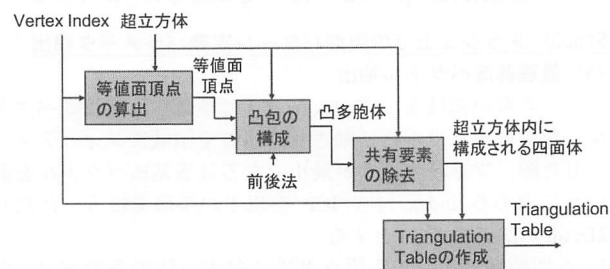 Vertex Index 超立方体
等値面頂点
の算出
等値面
頂点
凸包の
構成
凸多胞体
前後法
共有要素
の除去
超立方体内に
構成される四面体
Triangulation
Tableの作成
Triangulation
Table